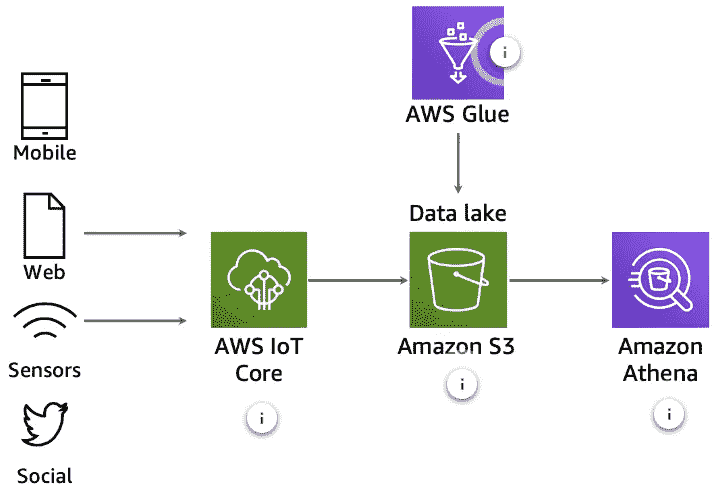 Mobile
Web
Sensors
Social
AWS IoT
Core
i
AWS Glue
i
Data lake
Amazon S3
i
Amazon
Athena
i